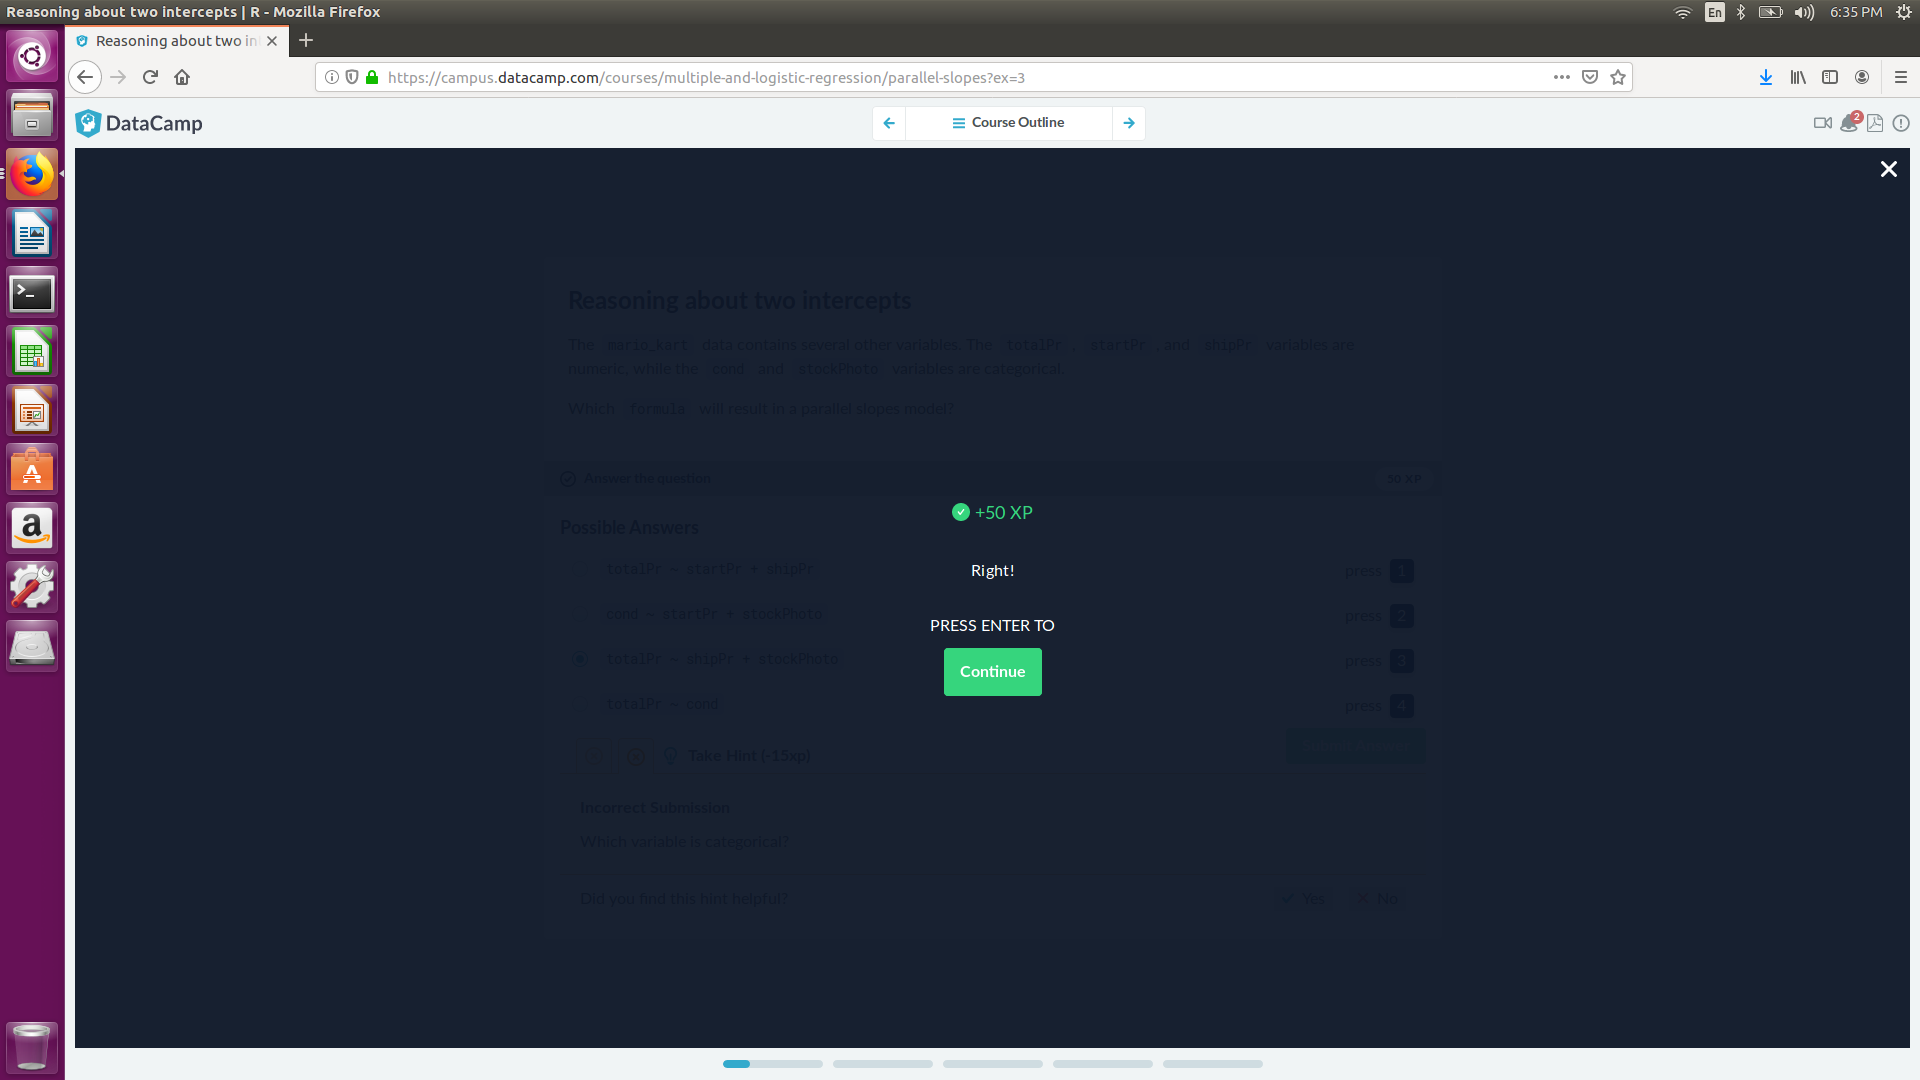 Reasoning about two intercepts | R - Mozilla Firefox
En
6:35 PM
Reasoning about two in
https://campus.datacamp.com/courses/multiple-and-logistic-regression/parallel-slopes?ex=3
DataCamp
Course Outline
2
Reasoning about two intercepts
The mario_kart data contains several other variables. The totalPr, startPr, and shipPr variables are
numeric, while the cond and stockPhoto variables are categorical.
Which formula will result in a parallel slopes model?
Answer the question
50 XP
+50 XP
Possible Answers
totalPr ~ startPr + shipPr
press 1
Right!
cond ~ startPr + stockPhoto
press 2
PRESS ENTER TO
totalPr ~ shipPr + stockPhoto
press 3
Continue
totalPr ~ cond
press 4
Take Hint (-15xp)
Incorrect Submission
Which variable is categorical?
Did you find this hint helpful?
Yes
No